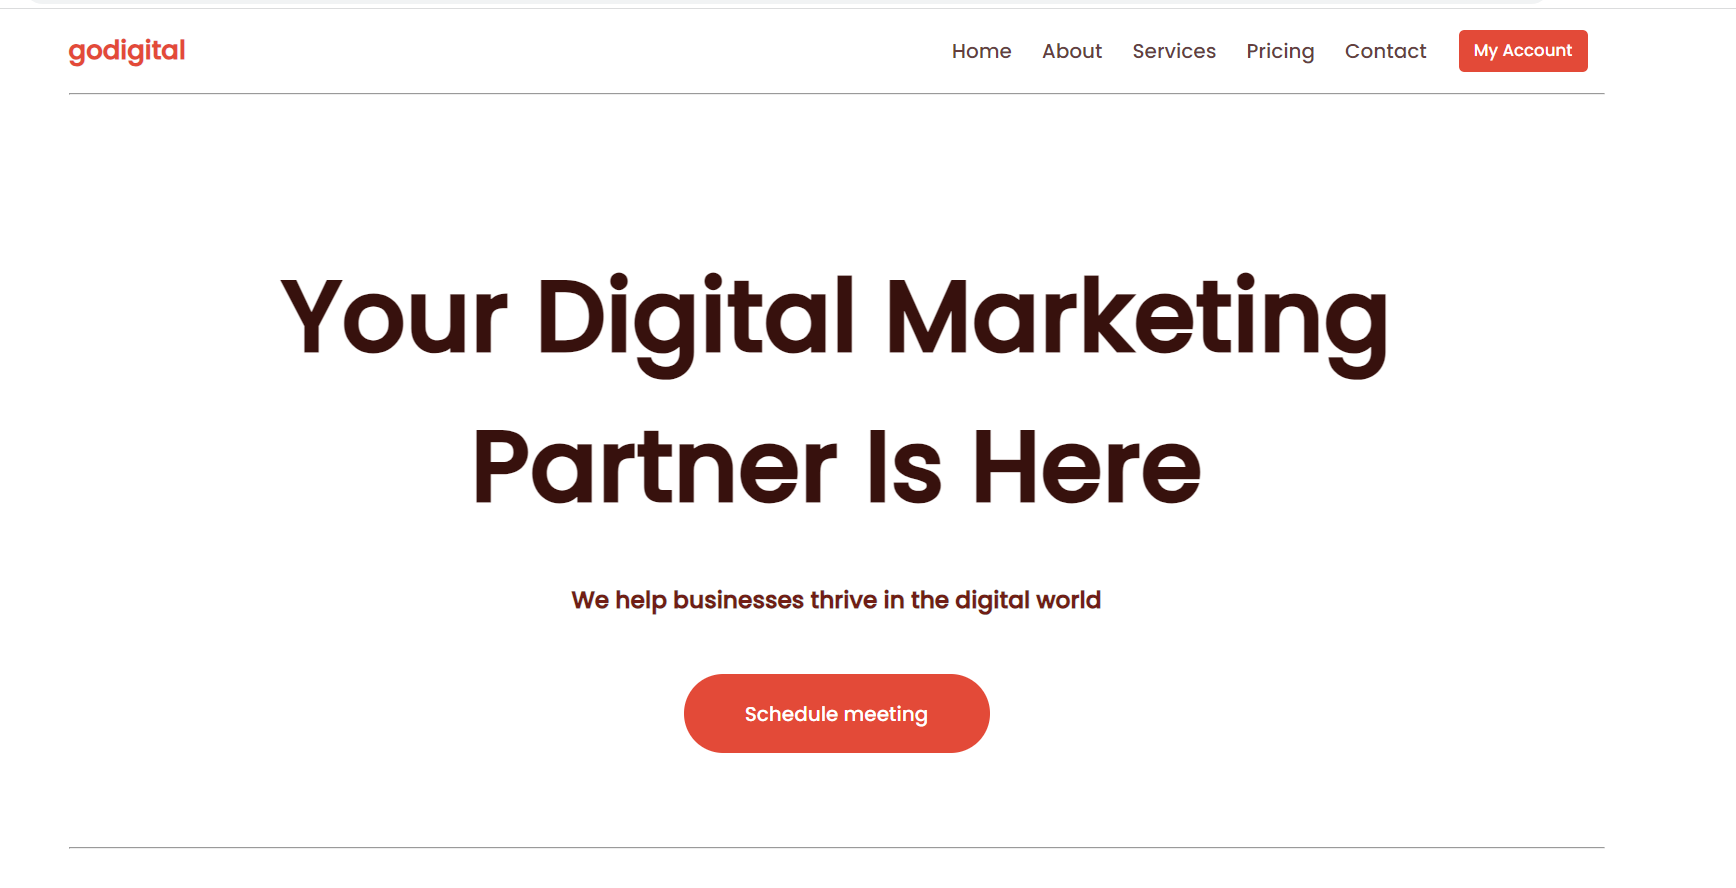 godigital
Home About Services Pricing Contact My Account
Your Digital Marketing
Partner Is Here
We help businesses thrive in the digital world
Schedule meeting